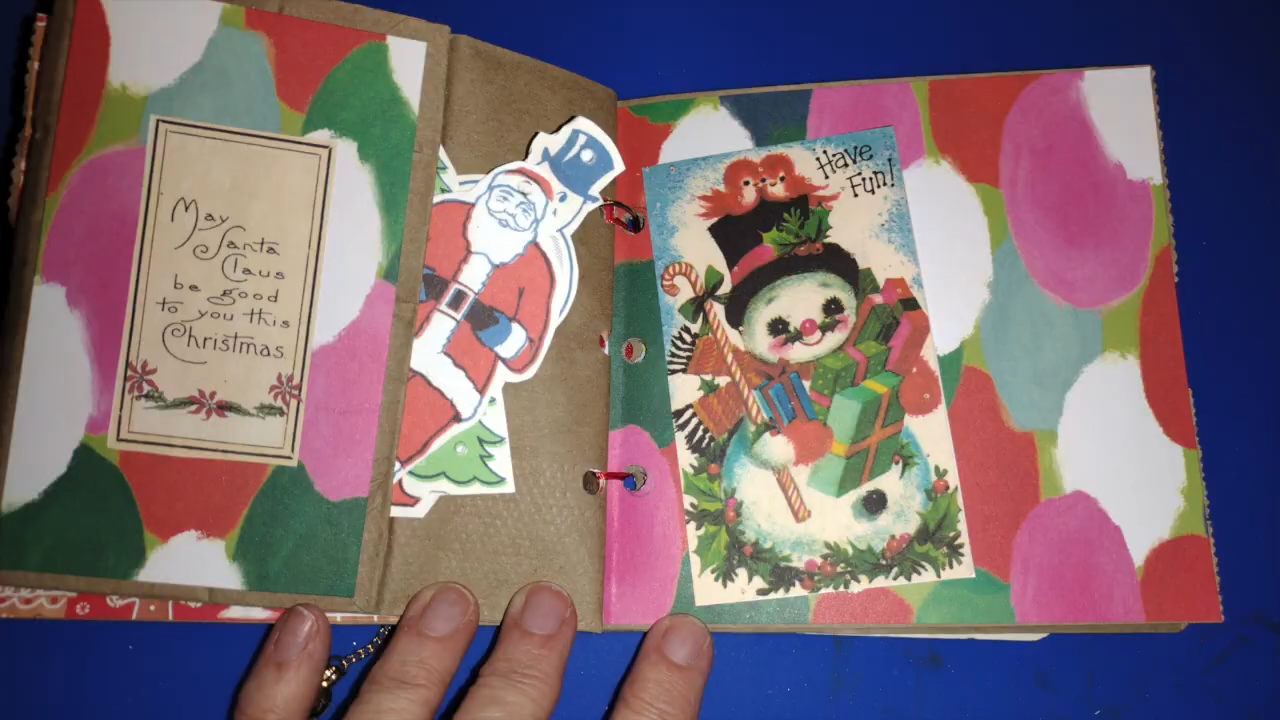 May
Santa
Claus
be good
to you this
Christmas.
Have
Fun!